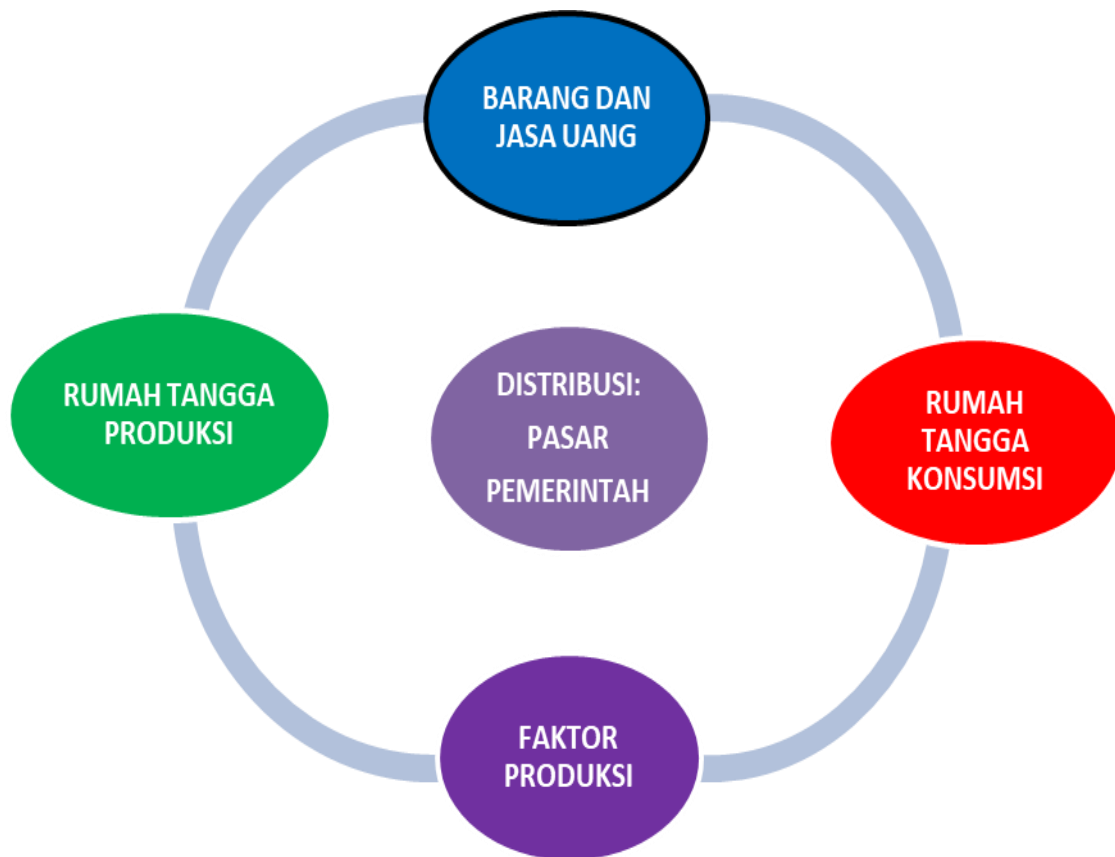 BARANG DAN
JASA UANG
RUMAH TANGGA
PRODUKSI
DISTRIBUSI:
PASAR
PEMERINTAH
RUMAH
TANGGA
KONSUMSI
FAKTOR
PRODUKSI